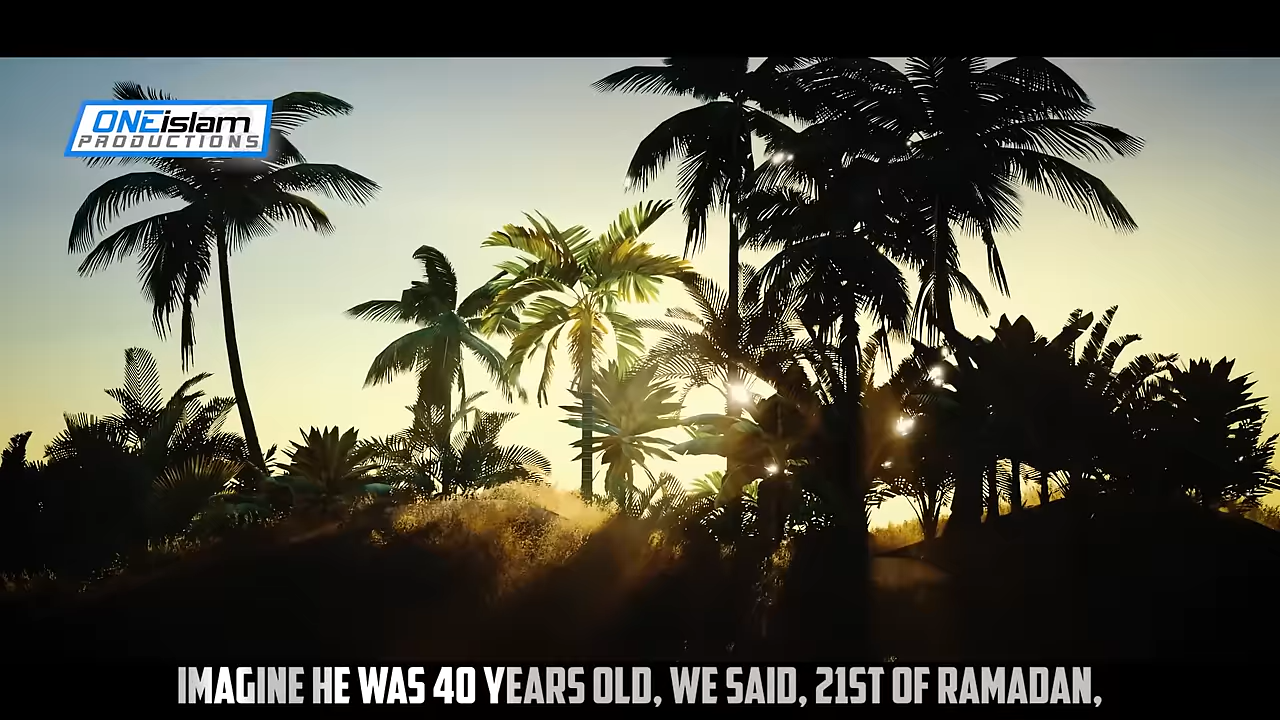 ONEislam
PRODUCTIONS
IMAGINE HE WAS 40 YEARS OLD, WE SAID, 21ST OF RAMADAN,